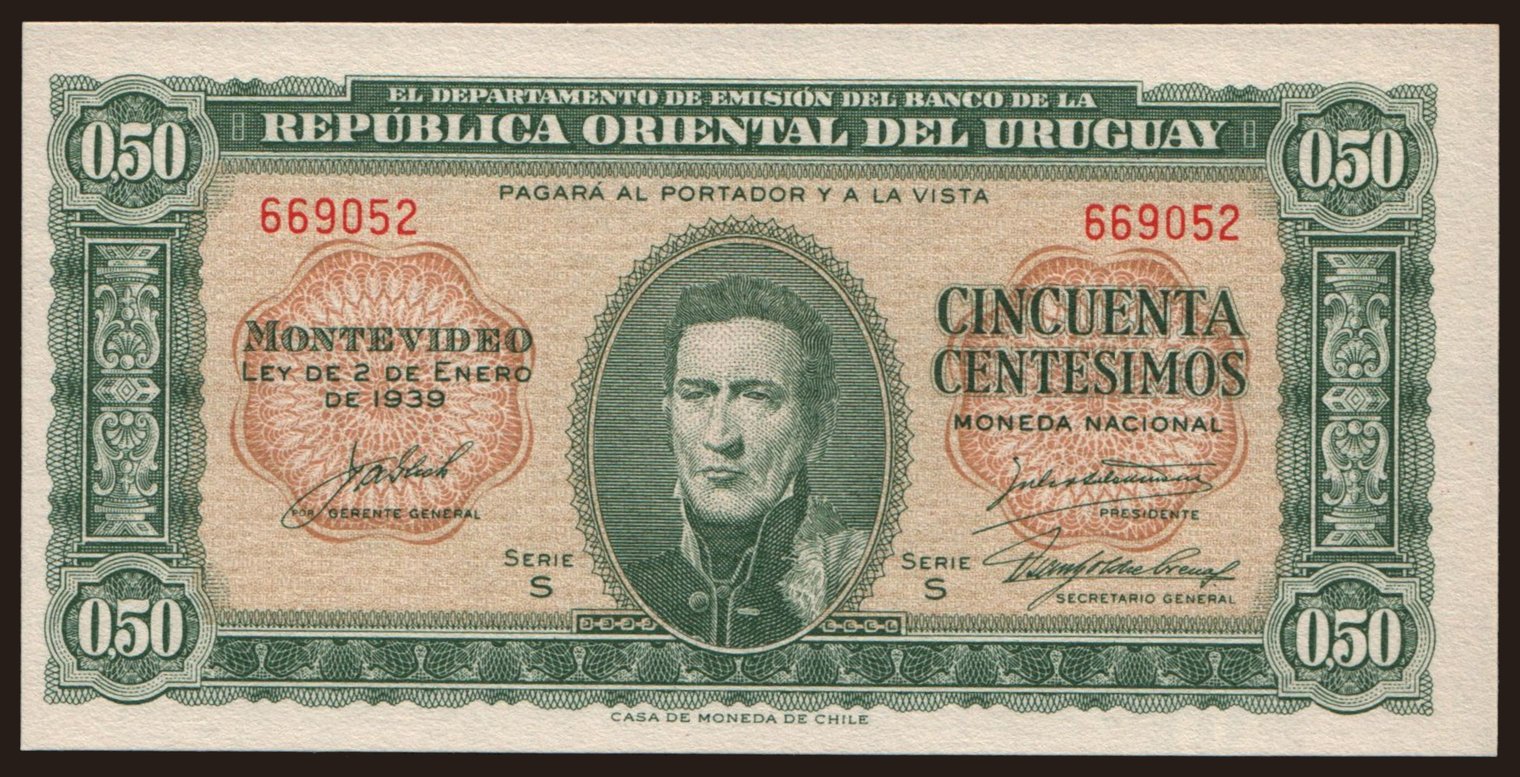 EL DEPARTAMENTO DE EMISIÓN DEL BANCO DE LA
REPÚBLICA ORIENTAL DEL URUGUAY
0,50
0,50
PAGARÁ AL PORTADOR Y A LA VISTA
669052
669052
MONTEVIDEO
LEY DE 2 DE ENERO
DE 1939
CINCUENTA
CENTESIMOS
MONEDA NACIONAL
POR GERENTE GENERAL
PRESIDENTE
SERIE
S
SERIE
S
SECRETARIO GENERAL
0,50
0,50
CASA DE MONEDA DE CHILE